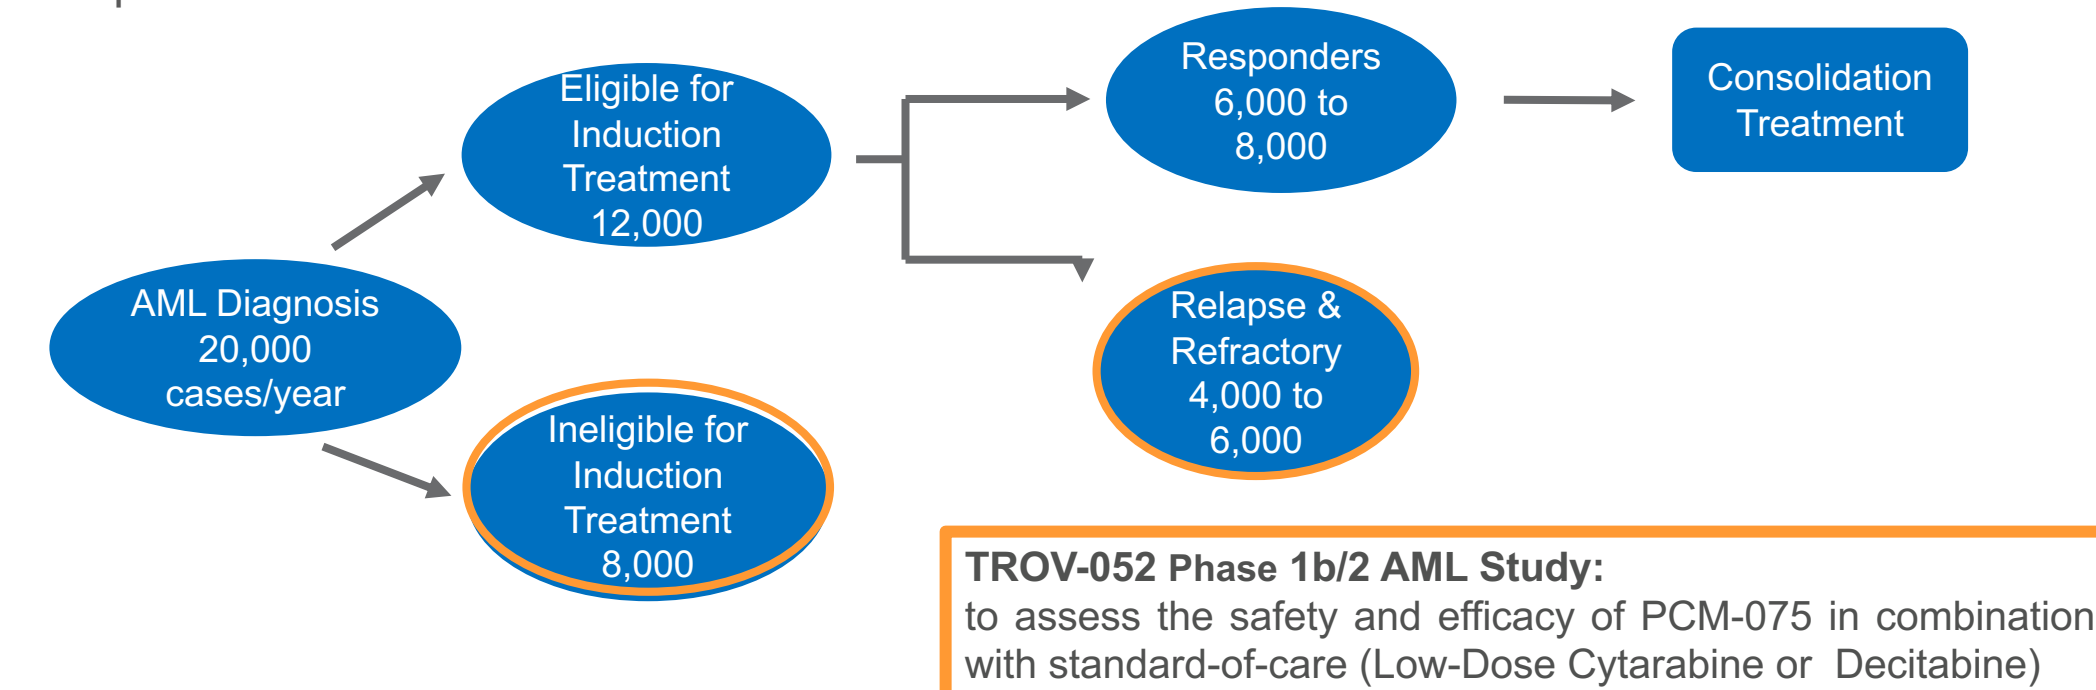 Eligible for
Induction
Treatment
12,000
Responders
6,000 to
8,000
Consolidation
Treatment
AML Diagnosis
20,000
cases/year
Relapse &
Refractory
4,000 to
6,000
Ineligible for
Induction
Treatment
8,000
TROV-052 Phase 1b/2 AML Study:
to assess the safety and efficacy of PCM-075 in combination
with standard-of-care (Low-Dose Cytarabine or Decitabine)